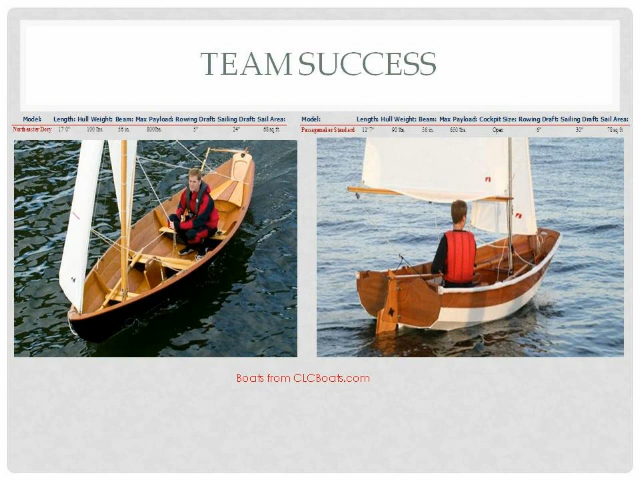 TEAM SUCCESS
Model: Length: Hull Weight: Beam: Max Payload: Rowing Draft: Sailing Draft: Sail Area:
Northeaster Dory 17'0" 100 lbs. 56 in. 800lbs. 5" 24" 68sq ft
Model: Length: Hull Weight: Beam: Max Payload: Cockpit Size: Rowing Draft: Sailing Draft: Sail Area:
Passagemaker Standard 11'7" 90 lbs. 56 in. 650 lbs. Open 6" 30" 78sq ft
Boats from CLCBoats.com